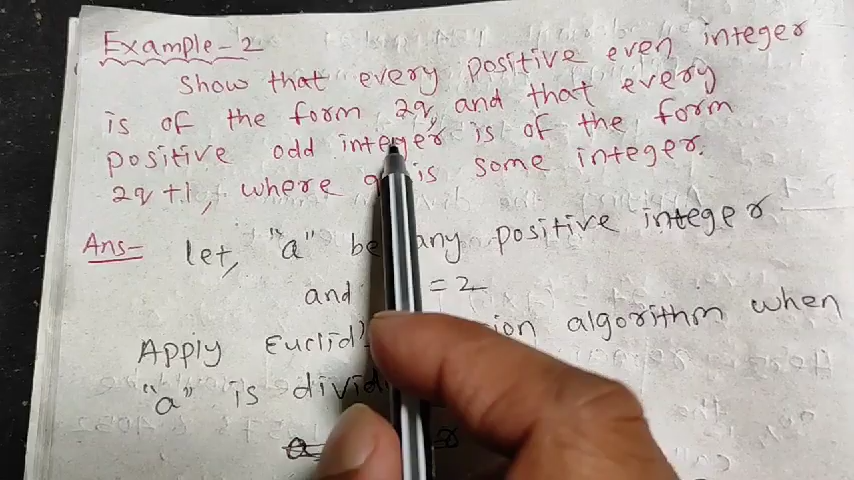 Example-2
Show that every positive even integer
is of the form 2q, and that every
positive odd integer is of the form
2q+1, where q is some integer.
Ans- let, "a" be any positive integer
and = 2
Apply Euclid's algorithm when
"a" is divid